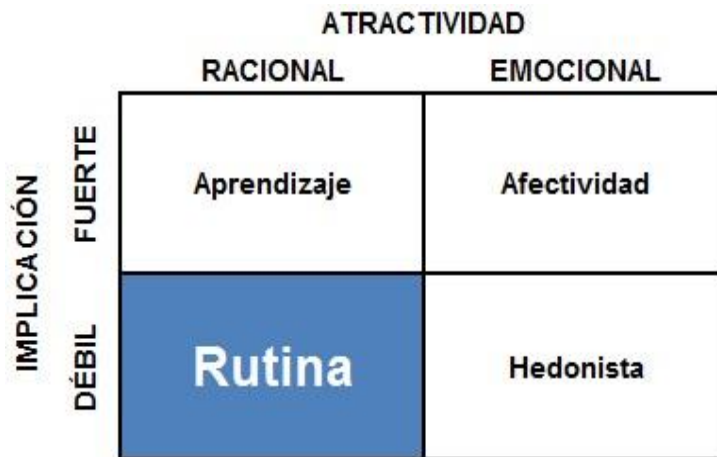 ATRACTIVIDAD
RACIONAL EMOCIONAL
IMPLICACIÓN
FUERTE
Aprendizaje Afectividad
DÉBIL
Rutina Hedonista